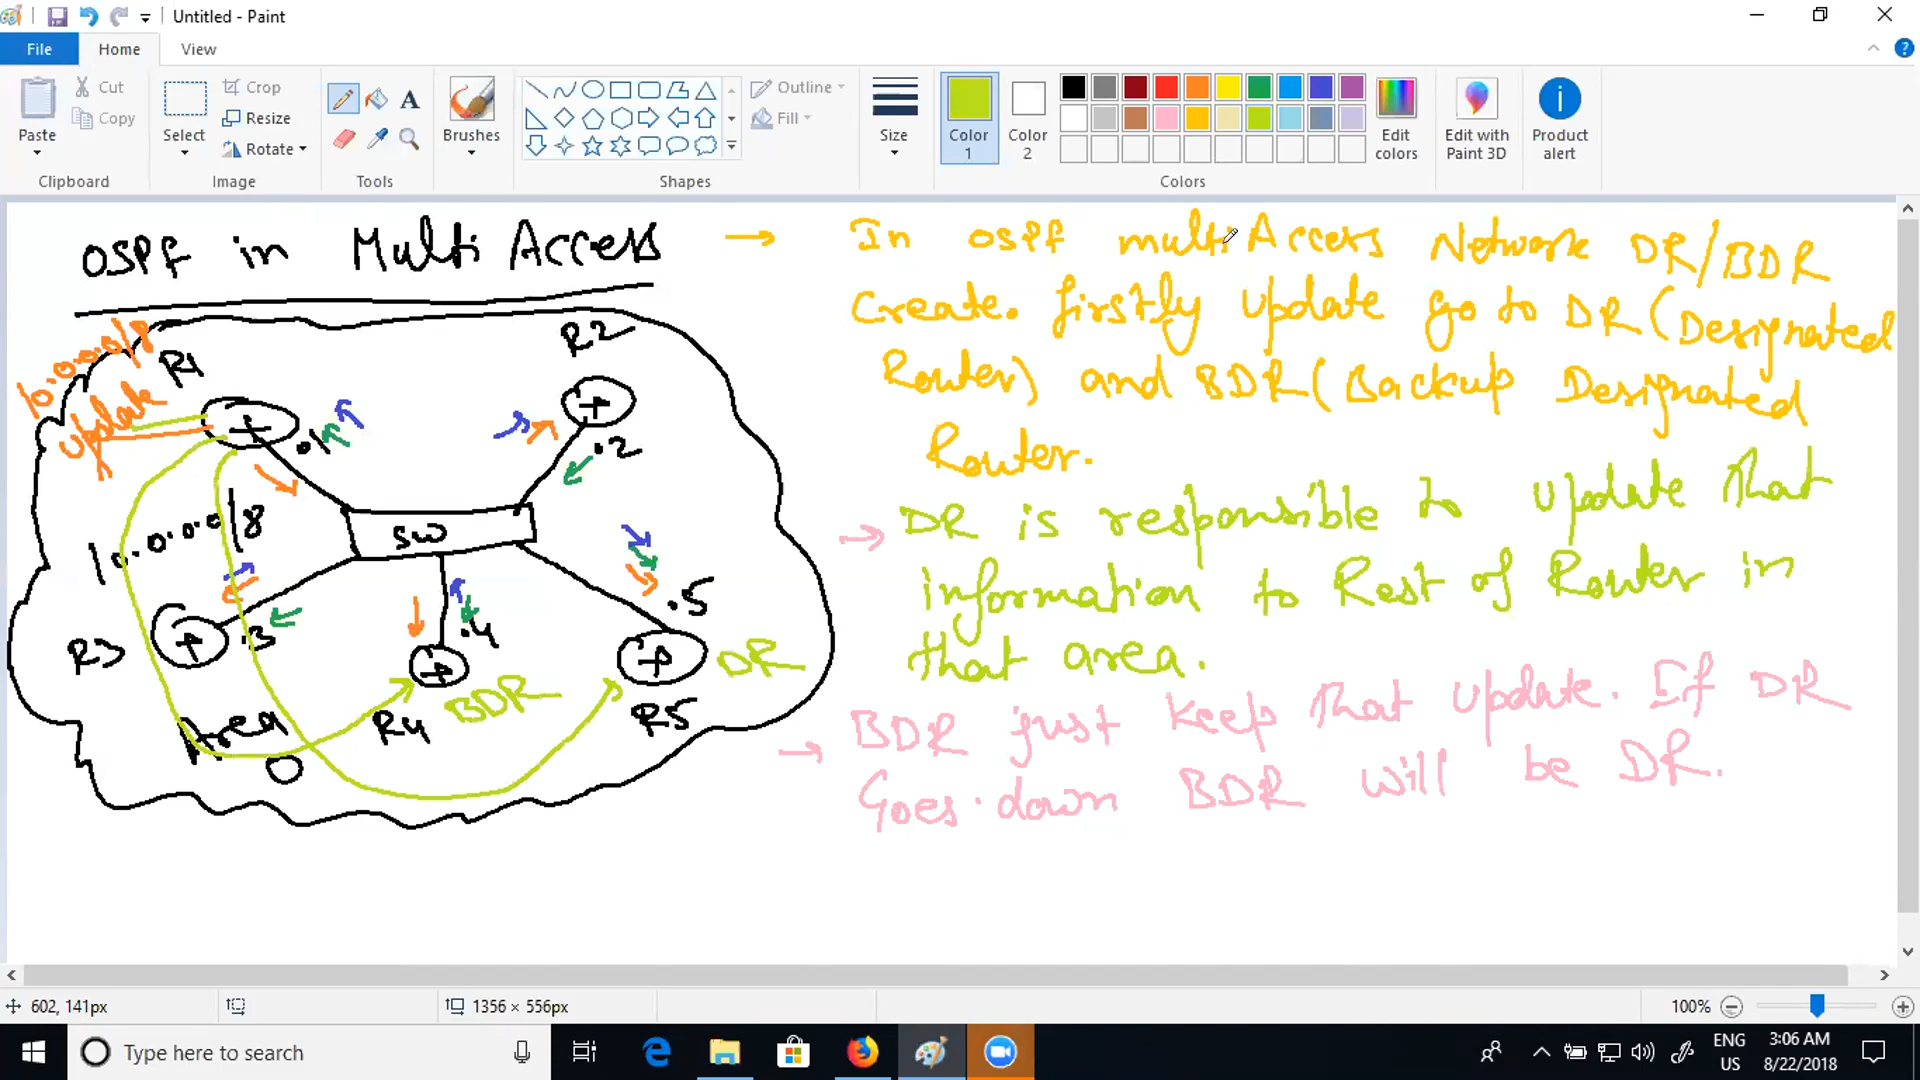 Untitled - Paint
File
Home
View
Cut
Copy
Paste
Clipboard
Select
Crop
Resize
Rotate
Image
Tools
Brushes
Shapes
Outline
Fill
Size
Color
1
Color
2
Colors
Edit
colors
Edit with
Paint 3D
Product
alert
OSPF in Multi Access
In OSPF multi Access Network DR/BDR
Create. firstly update go to DR (Designated
Router) and BDR (Backup Designated
Router.
DR is responsible to update that
information to Rest of Router in
that area.
BDR just keep that update. If DR
Goes down BDR will be DR.
10.0.0.0/8
update
R1
.1
R2
.2
10.0.0.0/8
SW
R3
.3
.4
R4
BDR
.5
DR
R5
Area
0
602, 141px
1356 × 556px
100%
Type here to search
ENG
US
3:06 AM
8/22/2018